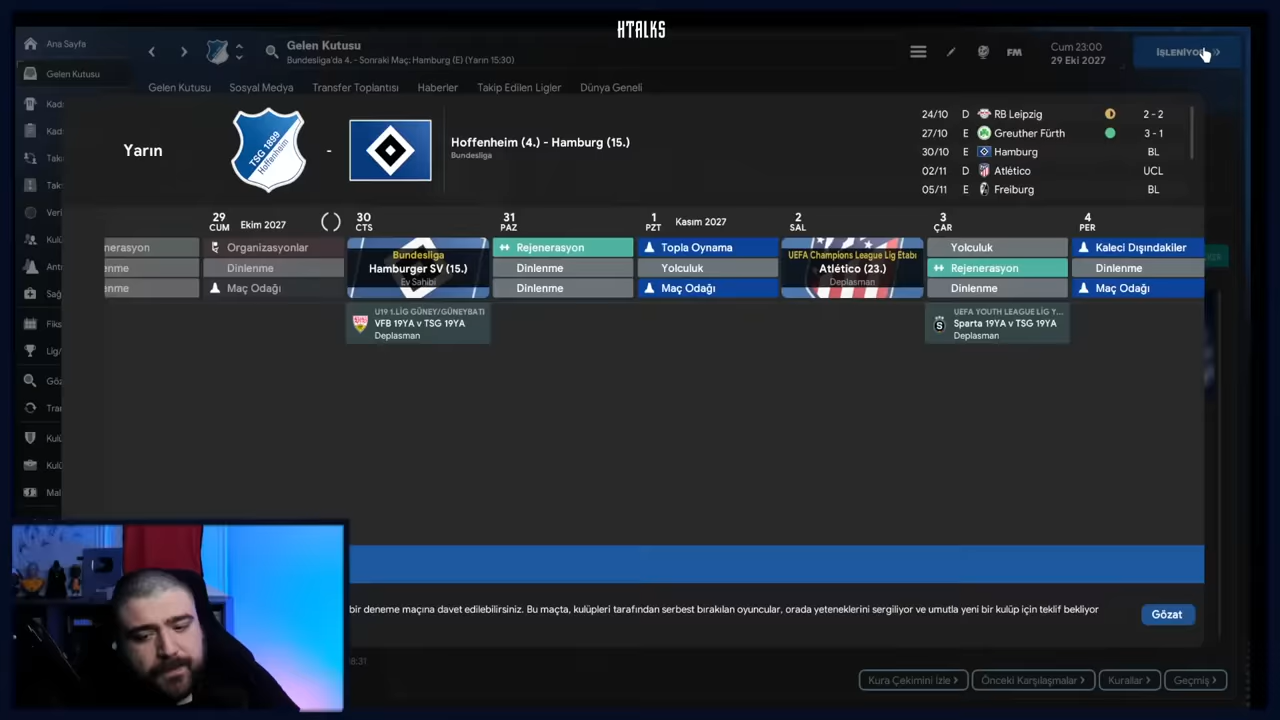 HTALKS
Ana Sayfa
Gelen Kutusu
Gelen Kutusu
Bundesliga'da 4. - Sonraki Maç: Hamburg (E) (Yarın 15:30)
FM
Cum 23:00
29 Eki 2027
Gelen Kutusu
Sosyal Medya
Transfer Toplantısı
Haberler
Takip Edilen Ligler
Dünya Geneli
Yarın
TSG 1899
Hoffenheim
-
Hoffenheim (4.) - Hamburg (15.)
Bundesliga
24/10 D RB Leipzig 2 - 2
27/10 E Greuther Fürth 3 - 1
30/10 E Hamburg BL
02/11 D Atlético UCL
05/11 E Freiburg BL
29 CUM Ekim 2027
30 CTS
31 PAZ
1 PZT Kasım 2027
2 SAL
3 ÇAR
4 PER
Organizasyonlar
Dinlenme
Maç Odağı
Bundesliga
Hamburger SV (15.)
Ev Sahibi
U19 1.LİG GÜNEY/GÜNEYBATI
VFB 19YA v TSG 19YA
Deplasman
Rejenerasyon
Dinlenme
Dinlenme
Topla Oynama
Yolculuk
Maç Odağı
UEFA Champions League Lig Etabı
Atlético (23.)
Deplasman
Yolculuk
Rejenerasyon
Dinlenme
UEFA YOUTH LEAGUE LİG Y...
Sparta 19YA v TSG 19YA
Deplasman
Kaleci Dışındakiler
Dinlenme
Maç Odağı
bir deneme maçına davet edilebilirsiniz. Bu maçta, kulüpleri tarafından serbest bırakılan oyuncular, orada yeteneklerini sergiliyor ve umutla yeni bir kulüp için teklif bekliyor
Gözat
Kura Çekimini İzle
Önceki Karşılaşmalar
Kurallar
Geçmiş